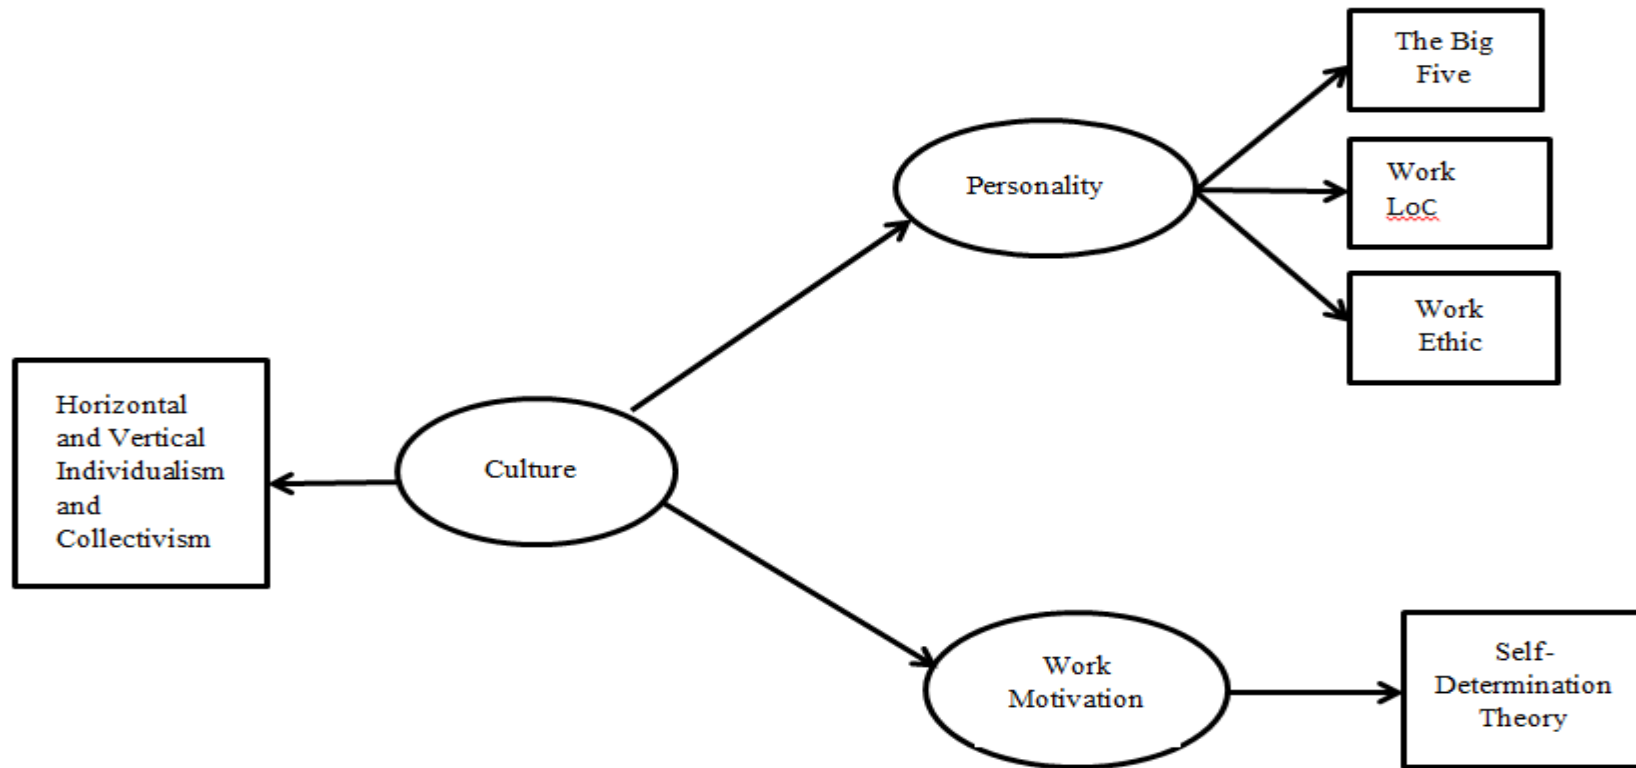 The Big
Five
Personality
Work
LoC
Work
Ethic
Horizontal
and Vertical
Individualism
and
Collectivism
Culture
Work
Motivation
Self-
Determination
Theory